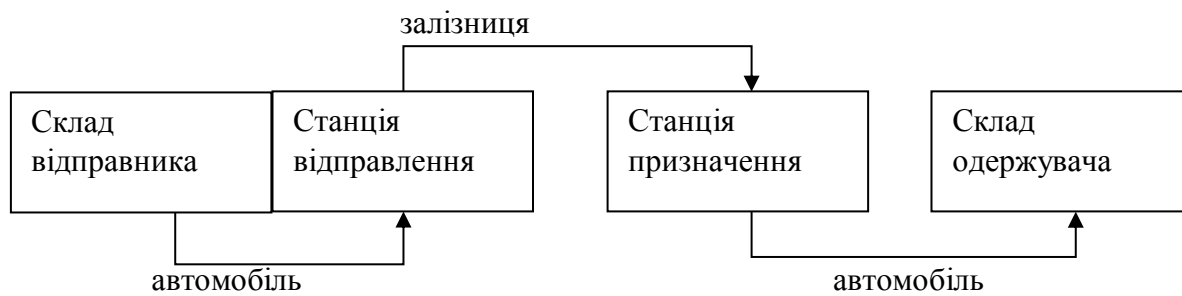 залізниця
Склад
відправника
Станція
відправлення
Станція
призначення
Склад
одержувача
автомобіль
автомобіль